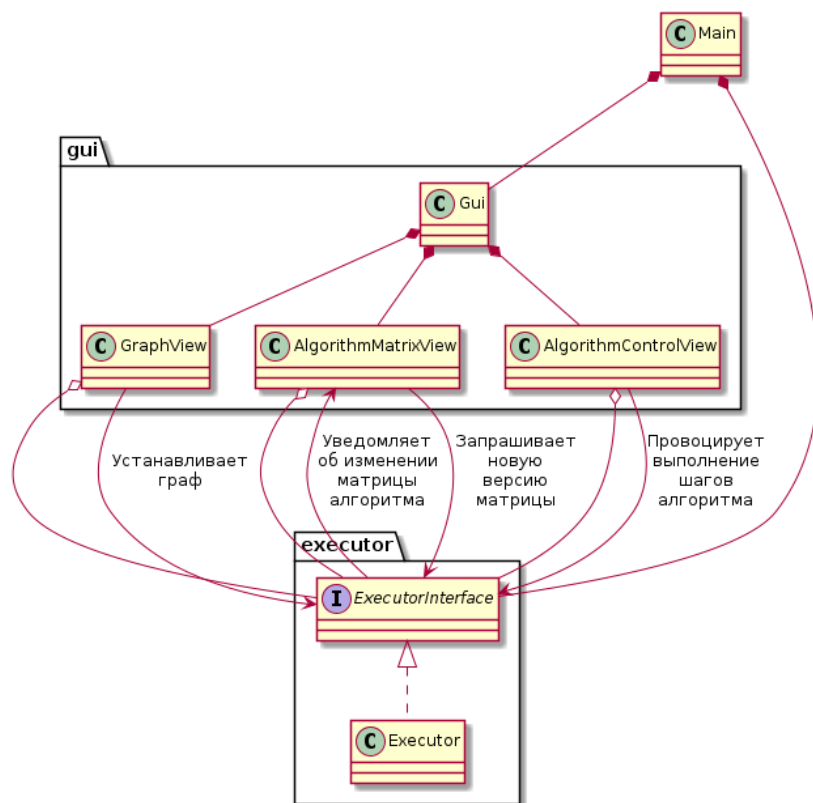 C Main
gui
C Gui
C GraphView
C AlgorithmMatrixView
C AlgorithmControlView
Устанавливает
граф
Уведомляет
об изменении
матрицы
алгоритма
Запрашивает
новую
версию
матрицы
Провоцирует
выполнение
шагов
алгоритма
executor
I ExecutorInterface
C Executor